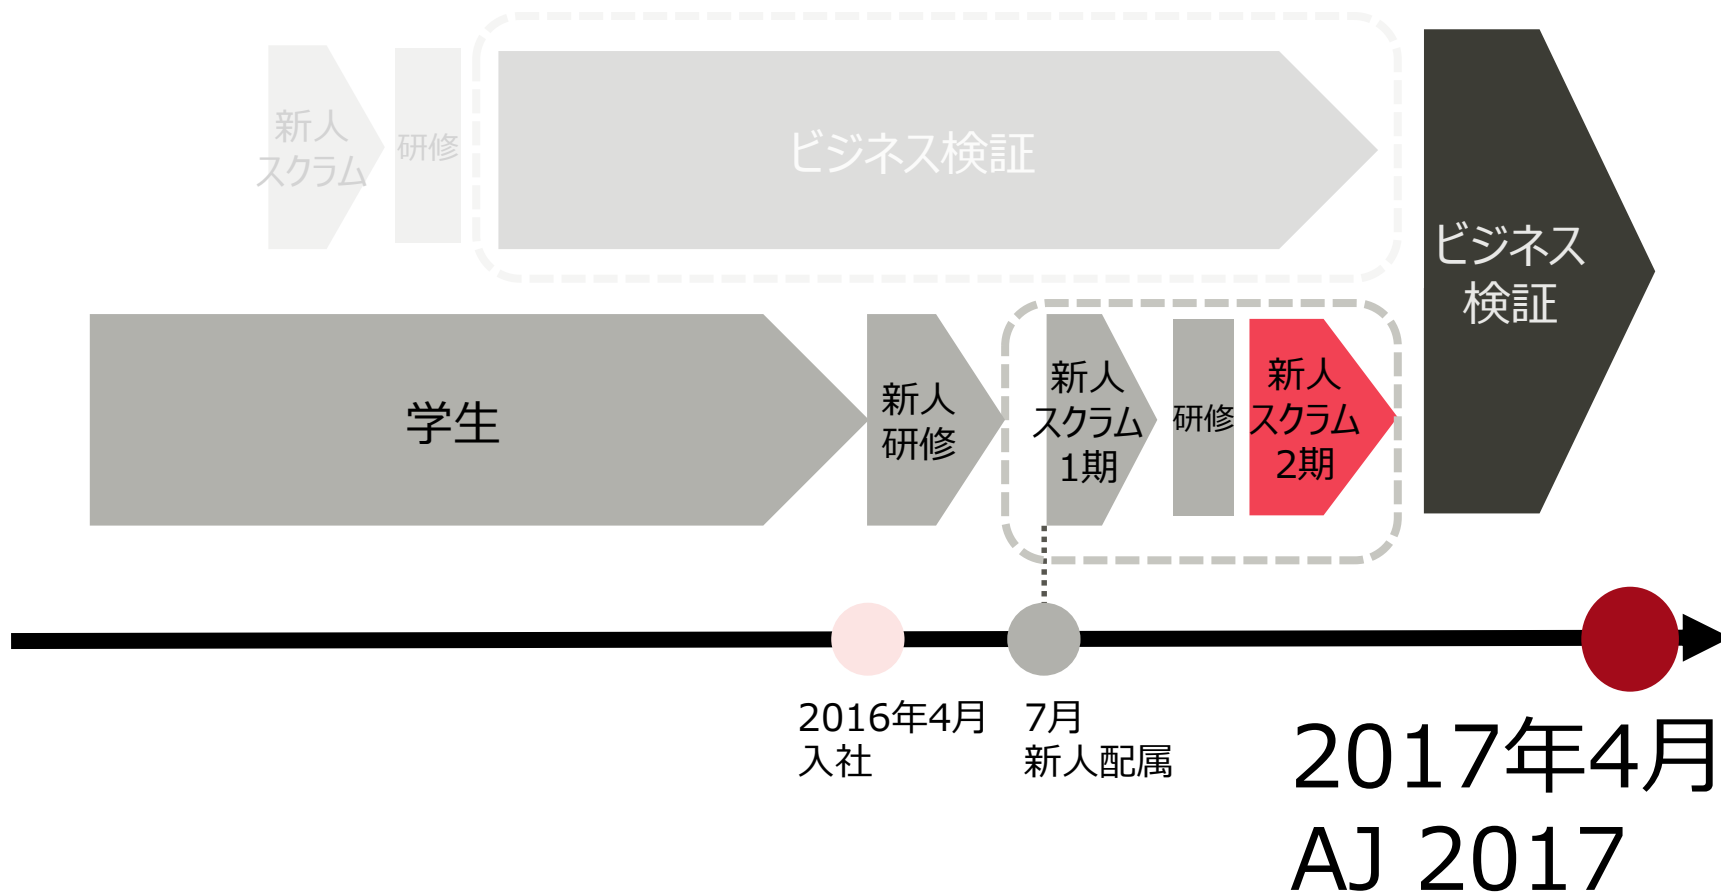 新人
スクラム
研修
ビジネス検証
ビジネス
検証
学生
新人
研修
新人
スクラム
1期
研修
新人
スクラム
2期
2016年4月
入社
7月
新人配属
2017年4月
AJ 2017